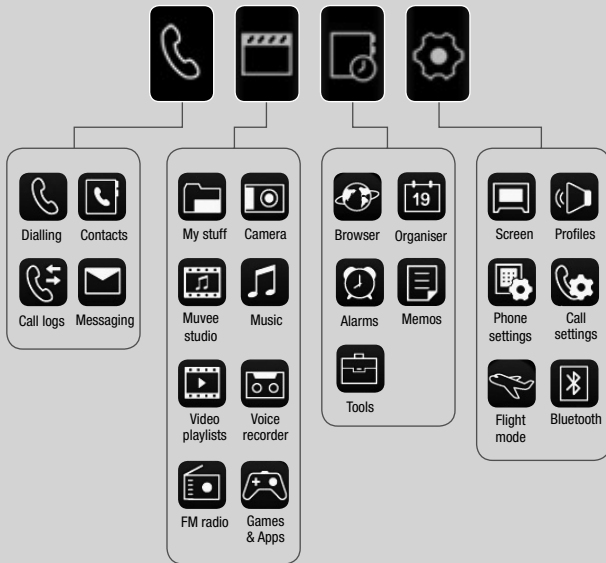 Dialling
Contacts
Call logs
Messaging
My stuff
Camera
Muvee
studio
Music
Video
playlists
Voice
recorder
FM radio
Games
& Apps
Browser
19
Organiser
Alarms
Memos
Tools
Screen
Profiles
Phone
settings
Call
settings
Flight
mode
Bluetooth